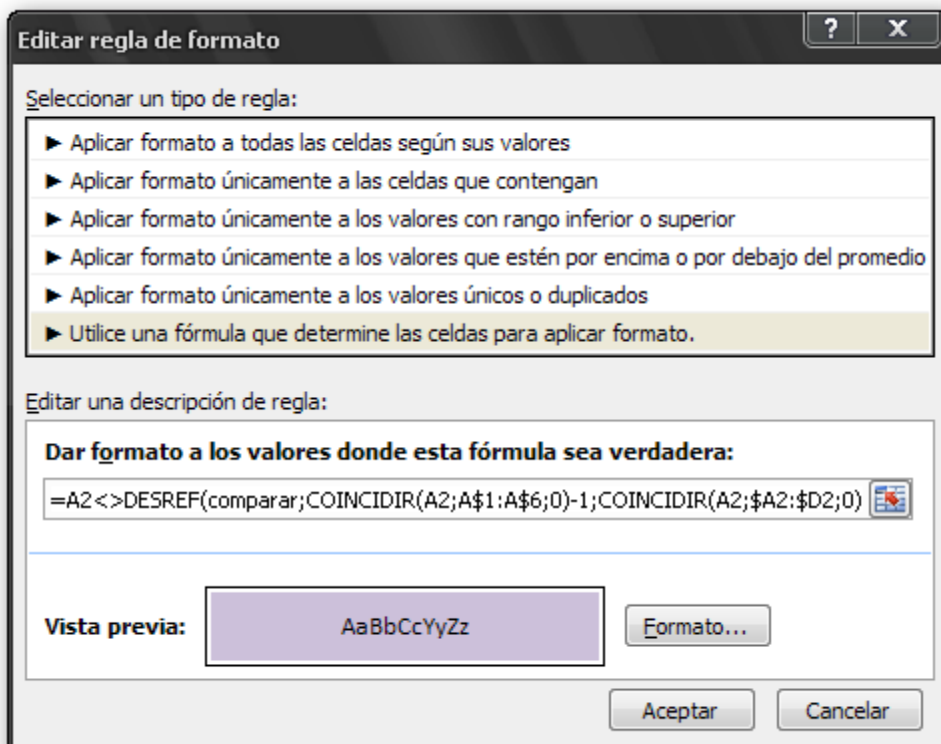 Editar regla de formato
? X
Seleccionar un tipo de regla:
► Aplicar formato a todas las celdas según sus valores
► Aplicar formato únicamente a las celdas que contengan
► Aplicar formato únicamente a los valores con rango inferior o superior
► Aplicar formato únicamente a los valores que estén por encima o por debajo del promedio
► Aplicar formato únicamente a los valores únicos o duplicados
► Utilice una fórmula que determine las celdas para aplicar formato.
Editar una descripción de regla:
Dar formato a los valores donde esta fórmula sea verdadera:
=A2<>DESREF(comparar;COINCIDIR(A2;A$1:A$6;0)-1;COINCIDIR(A2;$A2:$D2;0)
Vista previa:
AaBbCcYyZz
Formato...
Aceptar
Cancelar